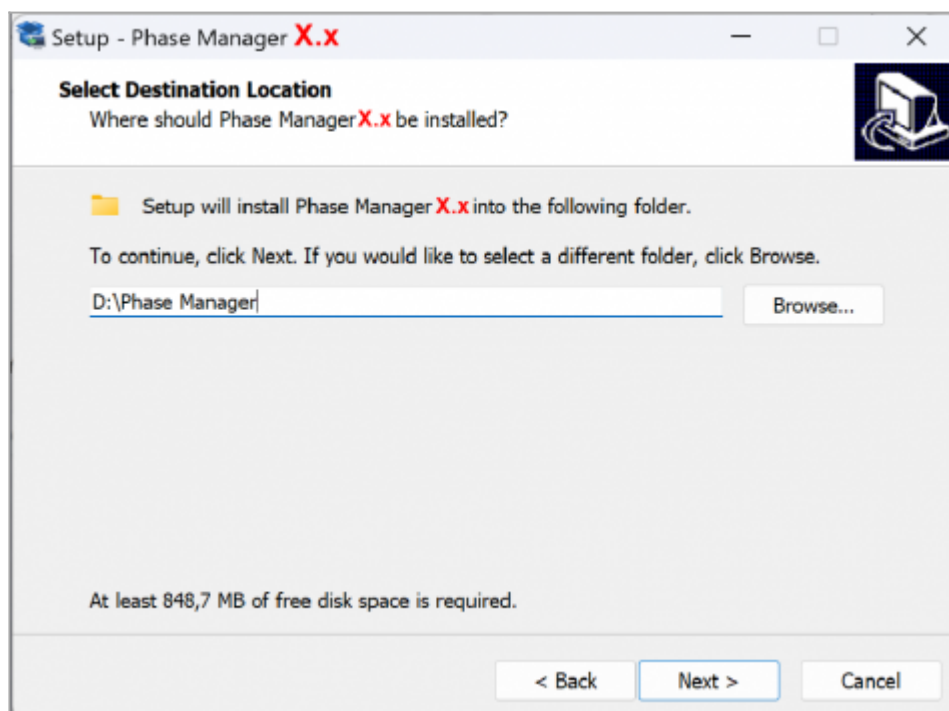 Setup - Phase Manager X.x
Select Destination Location
Where should Phase Manager X.x be installed?
Setup will install Phase Manager X.x into the following folder.
To continue, click Next. If you would like to select a different folder, click Browse.
D:\Phase Manager
Browse...
At least 848,7 MB of free disk space is required.
< Back
Next >
Cancel